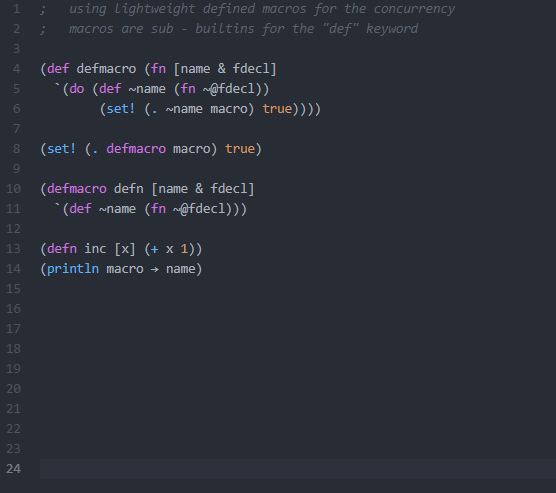 1 ;   using lightweight defined macros for the concurrency
2 ;   macros are sub - builtins for the "def" keyword
3
4 (def defmacro (fn [name & fdecl]
5   `(do (def ~name (fn ~@fdecl))
6         (set! (. ~name macro) true))))
7
8 (set! (. defmacro macro) true)
9
10 (defmacro defn [name & fdecl]
11   `(def ~name (fn ~@fdecl)))
12
13 (defn inc [x] (+ x 1))
14 (println macro → name)
15
16
17
18
19
20
21
22
23
24